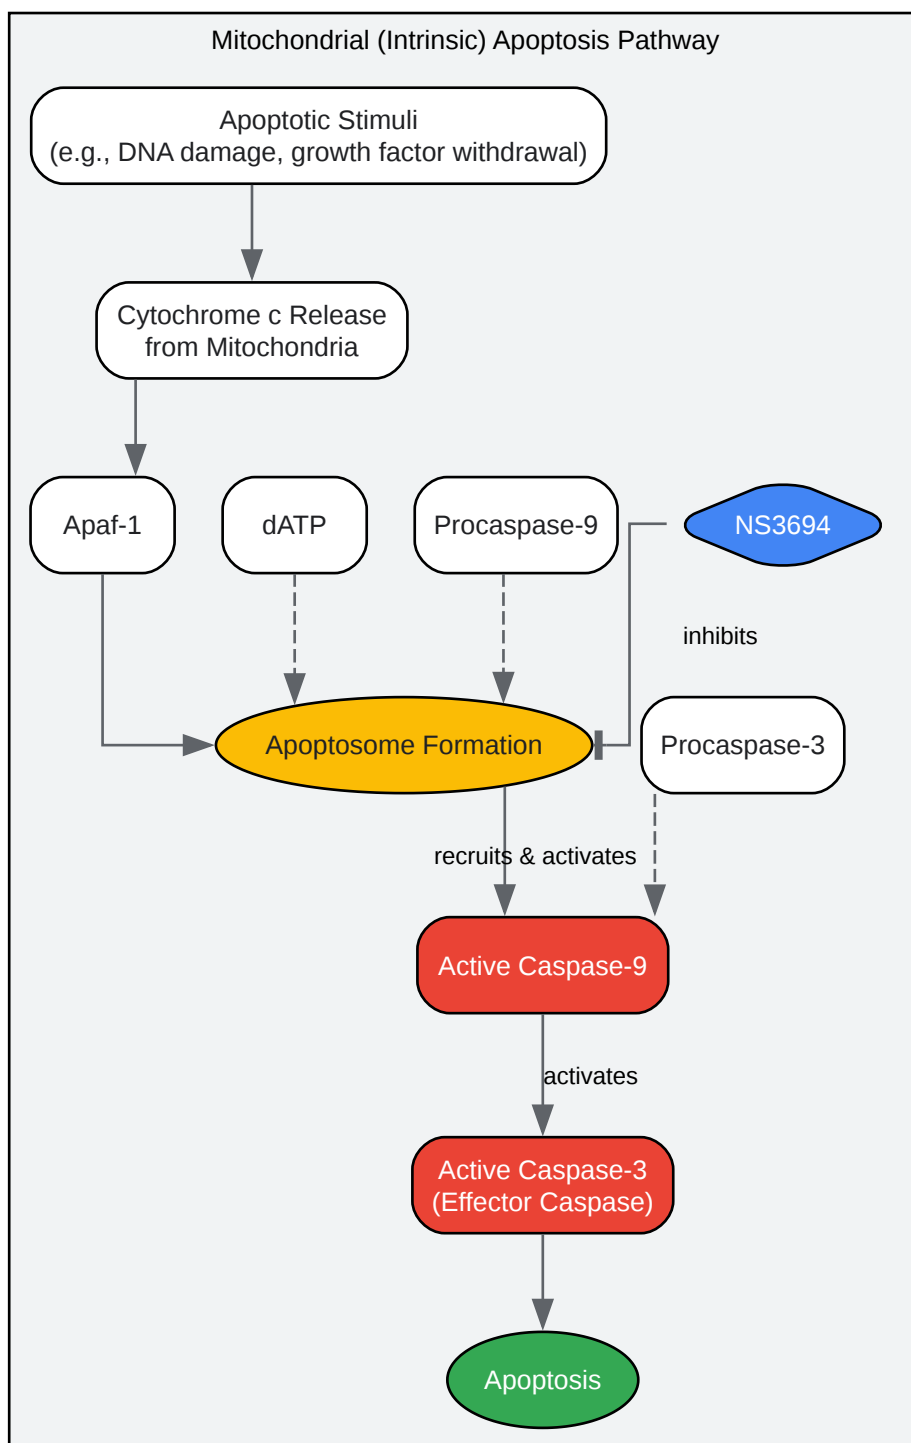 Mitochondrial (Intrinsic) Apoptosis Pathway
Apoptotic Stimuli
(e.g., DNA damage, growth factor withdrawal)
Cytochrome c Release
from Mitochondria
Apaf-1
dATP
Procaspase-9
NS3694
inhibits
Apoptosome Formation
Procaspase-3
recruits & activates
Active Caspase-9
activates
Active Caspase-3
(Effector Caspase)
Apoptosis